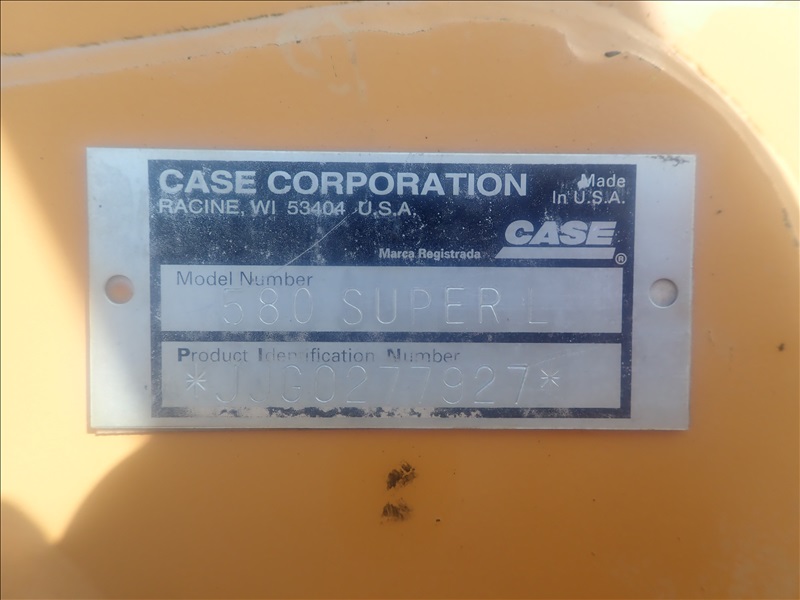 CASE CORPORATION
RACINE, WI 53404 U.S.A.
Made
In U.S.A.
CASE
®
Marca Registrada
Model Number
580 SUPER L
Product Identification Number
*JJG0277927*